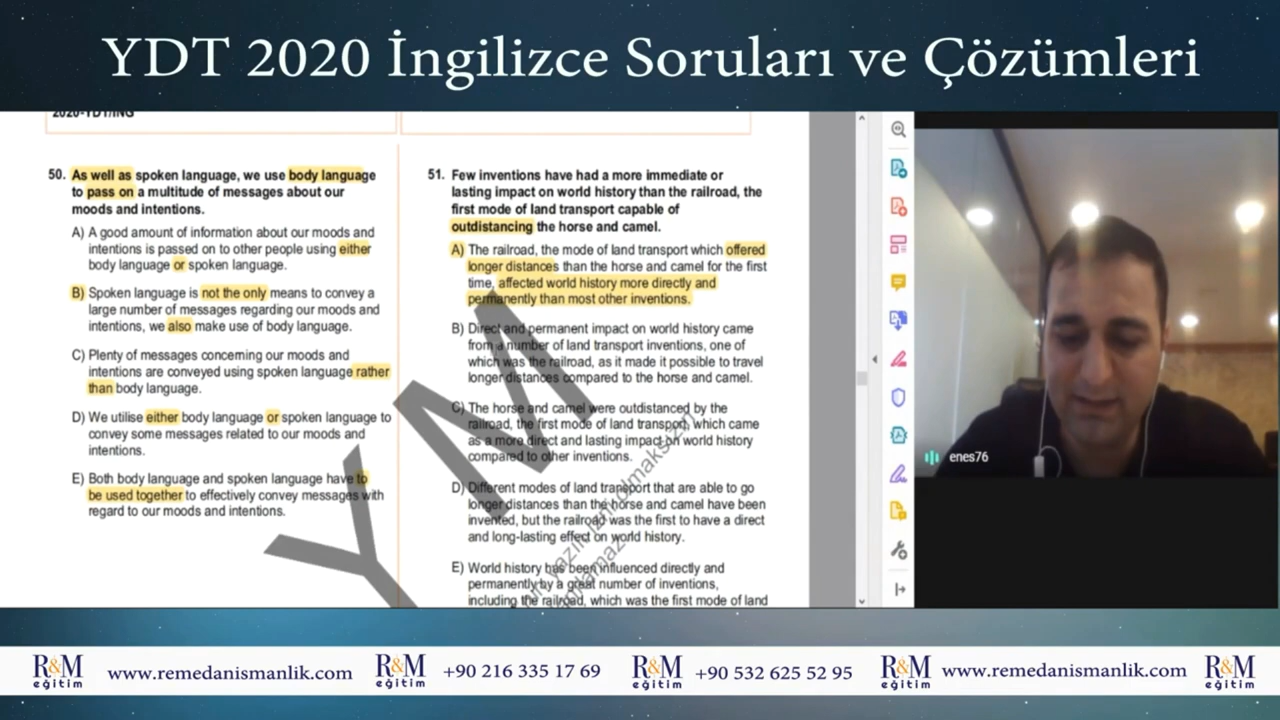 YDT 2020 İngilizce Soruları ve Çözümleri
2020-YDT/İNG
50. As well as spoken language, we use body language
to pass on a multitude of messages about our
moods and intentions.
A) A good amount of information about our moods and
intentions is passed on to other people using either
body language or spoken language.
B) Spoken language is not the only means to convey a
large number of messages regarding our moods and
intentions, we also make use of body language.
C) Plenty of messages concerning our moods and
intentions are conveyed using spoken language rather
than body language.
D) We utilise either body language or spoken language to
convey some messages related to our moods and
intentions.
E) Both body language and spoken language have to
be used together to effectively convey messages with
regard to our moods and intentions.
51. Few inventions have had a more immediate or
lasting impact on world history than the railroad, the
first mode of land transport capable of
outdistancing the horse and camel.
A) The railroad, the mode of land transport which offered
longer distances than the horse and camel for the first
time, affected world history more directly and
permanently than most other inventions.
B) Direct and permanent impact on world history came
from a number of land transport inventions, one of
which was the railroad, as it made it possible to travel
longer distances compared to the horse and camel.
C) The horse and camel were outdistanced by the
railroad, the first mode of land transport, which came
as a more direct and lasting impact on world history
compared to other inventions.
D) Different modes of land transport that are able to go
longer distances than the horse and camel have been
invented, but the railroad was the first to have a direct
and long-lasting effect on world history.
E) World history has been influenced directly and
permanently by a great number of inventions,
including the railroad, which was the first mode of land
YM
enes76
R&M
eğitim
www.remedanismanlik.com
R&M
eğitim
+90 216 335 17 69
R&M
eğitim
+90 532 625 52 95
R&M
eğitim
www.remedanismanlik.com
R&M
eğitim